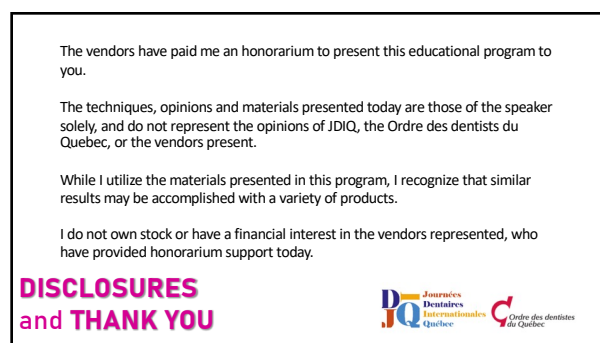 The vendors have paid me an honorarium to present this educational program to
you.
The techniques, opinions and materials presented today are those of the speaker
solely, and do not represent the opinions of JDIQ, the Ordre des dentists du
Quebec, or the vendors present.
While I utilize the materials presented in this program, I recognize that similar
results may be accomplished with a variety of products.
I do not own stock or have a financial interest in the vendors represented, who
have provided honorarium support today.
DISCLOSURES
and THANK YOU
JDIQ
Journées
Dentaires
Internationales
Québec
Ordre des dentistes
du Québec